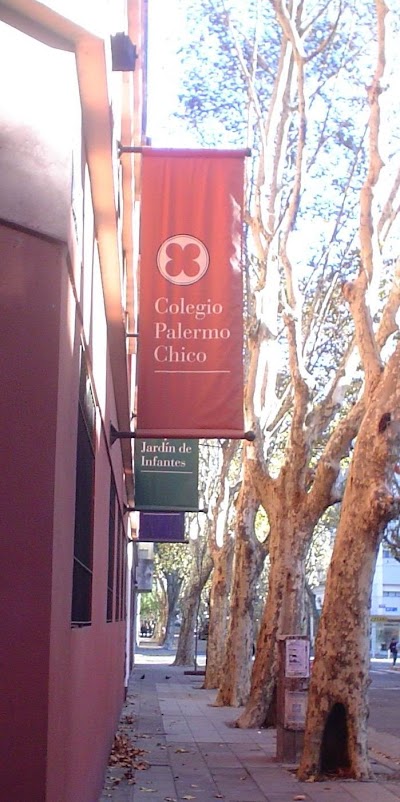 Colegio
Palermo
Chico
Jardín de
Infantes